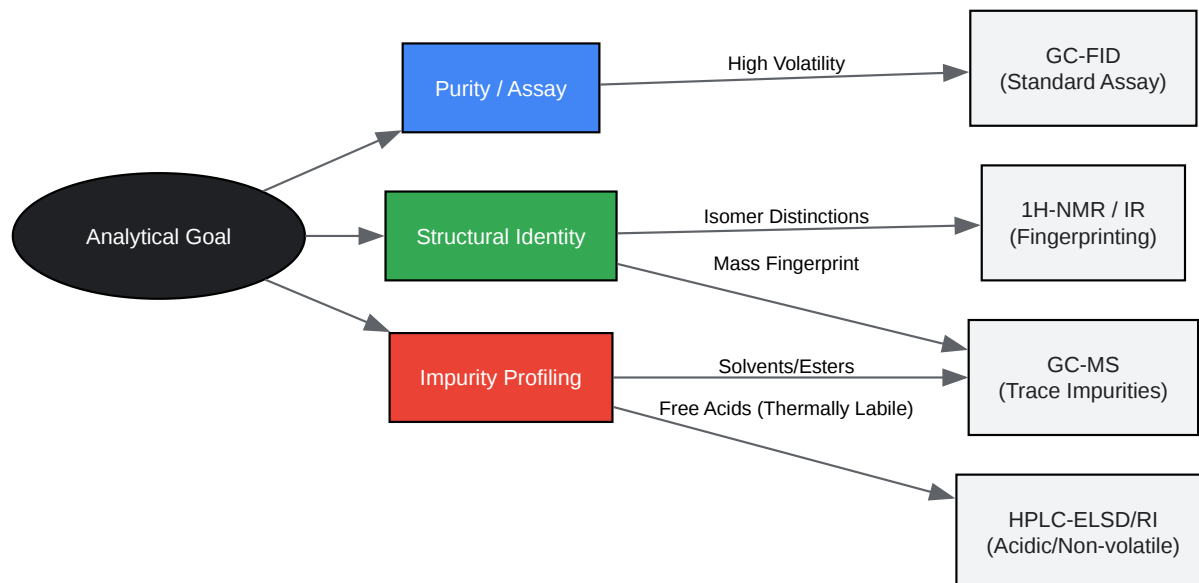 Analytical Goal
Purity / Assay
High Volatility
GC-FID
(Standard Assay)
Structural Identity
Isomer Distinctions
1H-NMR / IR
(Fingerprinting)
Mass Fingerprint
GC-MS
(Trace Impurities)
Impurity Profiling
Solvents/Esters
Free Acids (Thermally Labile)
HPLC-ELSD/RI
(Acidic/Non-volatile)